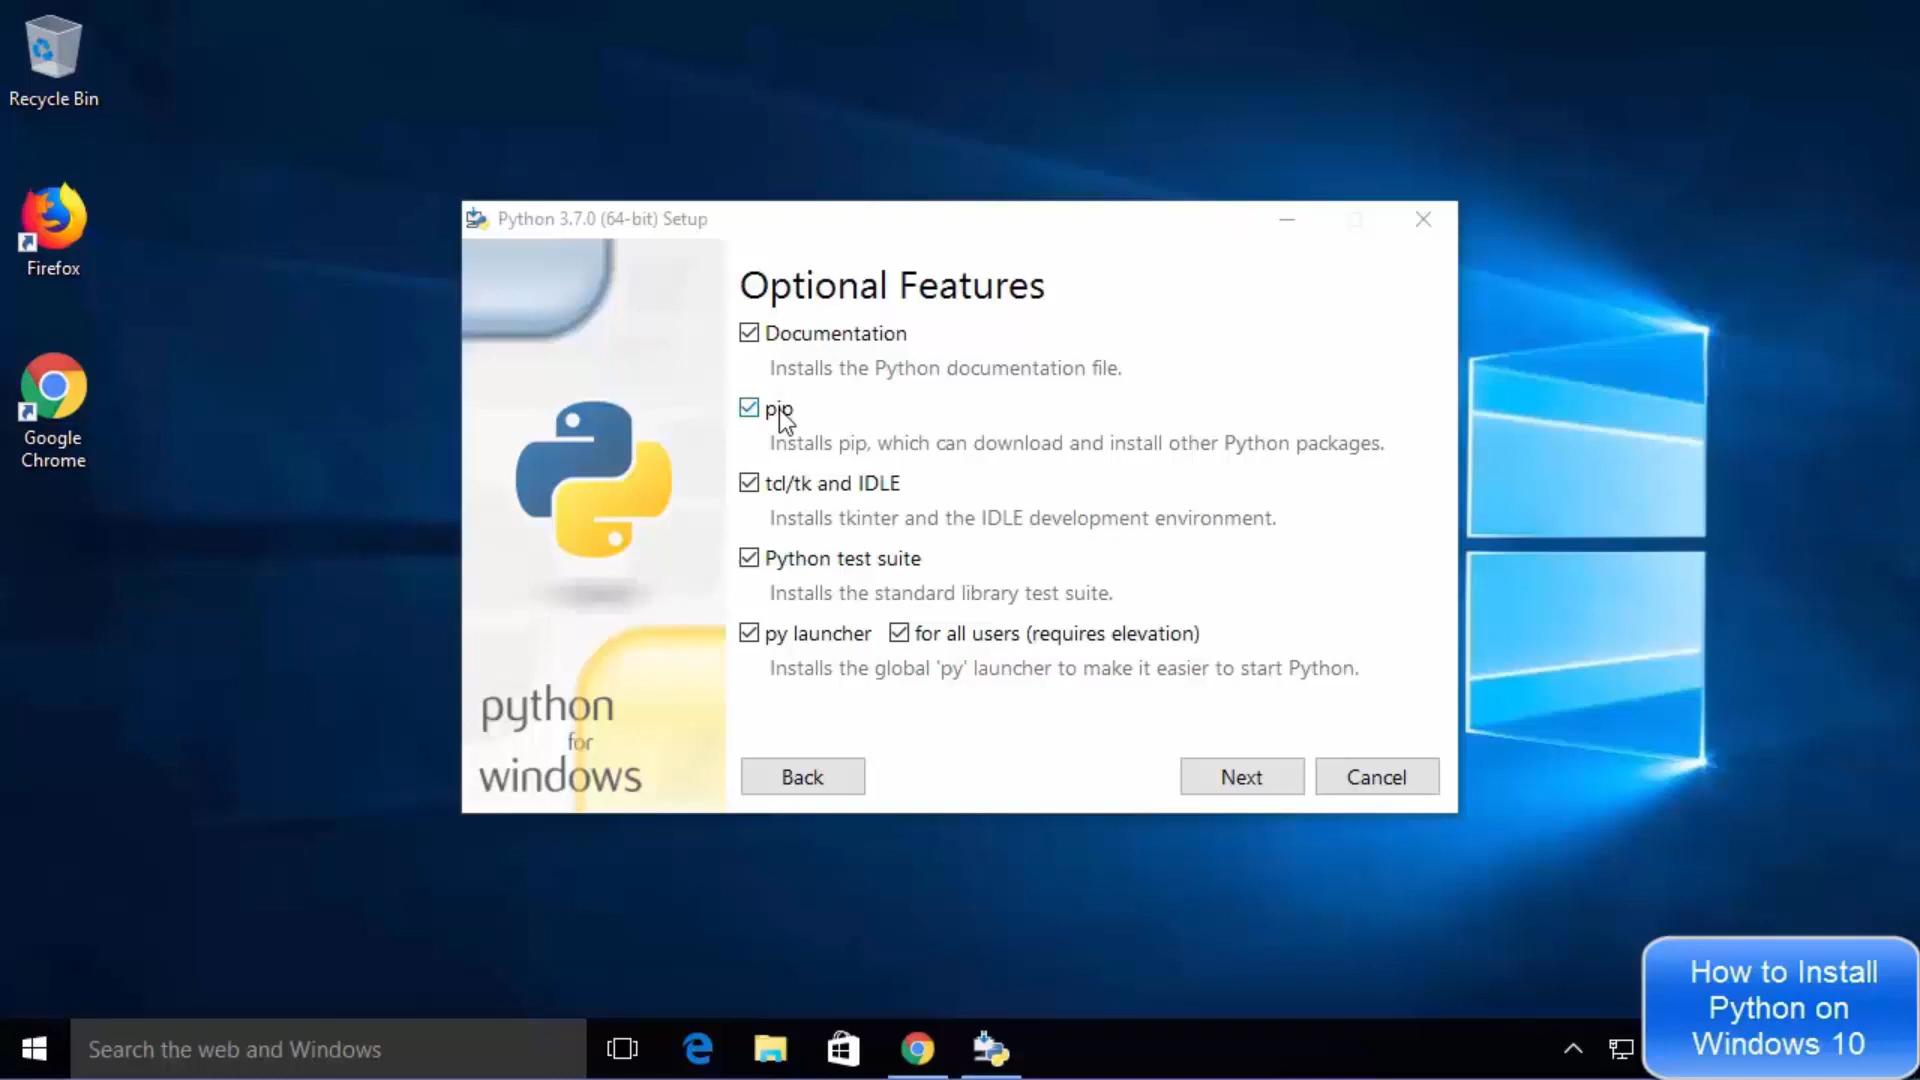 Recycle Bin
Firefox
Google
Chrome
Python 3.7.0 (64-bit) Setup
Optional Features
Documentation
Installs the Python documentation file.
pip
Installs pip, which can download and install other Python packages.
tcl/tk and IDLE
Installs tkinter and the IDLE development environment.
Python test suite
Installs the standard library test suite.
py launcher for all users (requires elevation)
Installs the global 'py' launcher to make it easier to start Python.
python
for
windows
Back
Next
Cancel
Search the web and Windows
How to Install
Python on
Windows 10